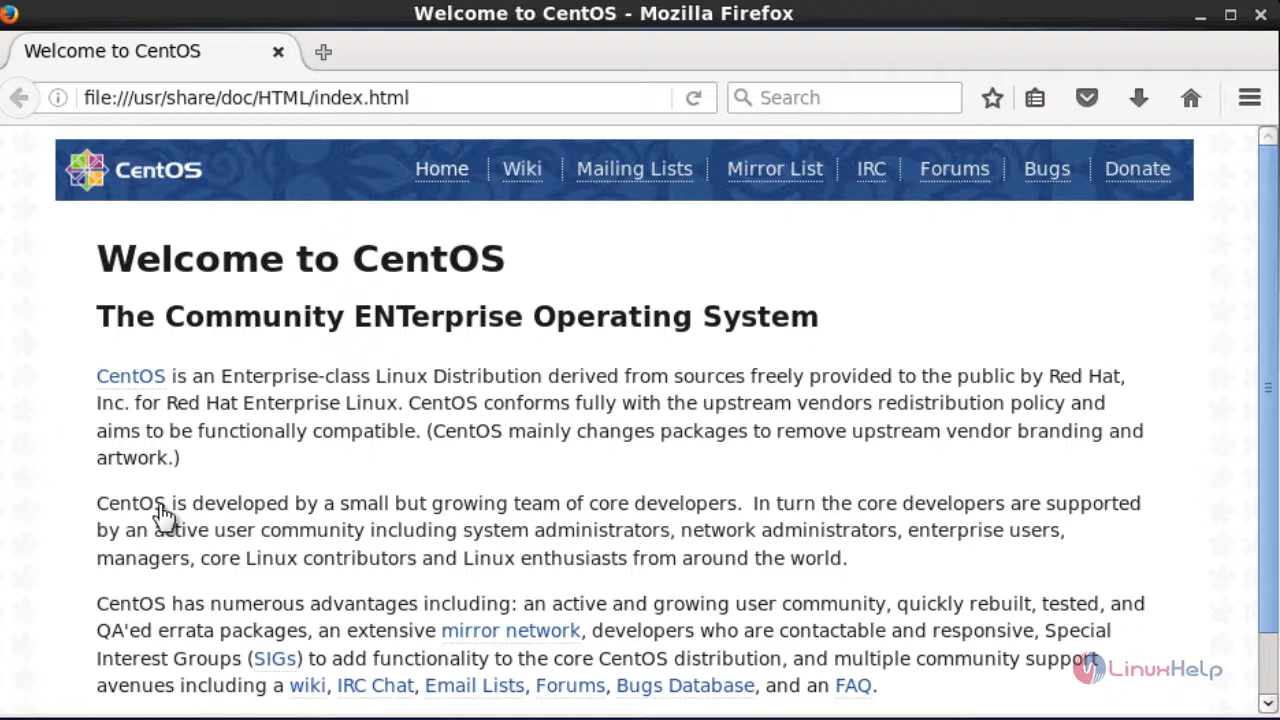 Welcome to CentOS - Mozilla Firefox
Welcome to CentOS
file:///usr/share/doc/HTML/index.html
Search
CentOS
Home
Wiki
Mailing Lists
Mirror List
IRC
Forums
Bugs
Donate
Welcome to CentOS
The Community ENTerprise Operating System
CentOS is an Enterprise-class Linux Distribution derived from sources freely provided to the public by Red Hat,
Inc. for Red Hat Enterprise Linux. CentOS conforms fully with the upstream vendors redistribution policy and
aims to be functionally compatible. (CentOS mainly changes packages to remove upstream vendor branding and
artwork.)
CentOS is developed by a small but growing team of core developers.  In turn the core developers are supported
by an active user community including system administrators, network administrators, enterprise users,
managers, core Linux contributors and Linux enthusiasts from around the world.
CentOS has numerous advantages including: an active and growing user community, quickly rebuilt, tested, and
QA'ed errata packages, an extensive mirror network, developers who are contactable and responsive, Special
Interest Groups (SIGs) to add functionality to the core CentOS distribution, and multiple community support
avenues including a wiki, IRC Chat, Email Lists, Forums, Bugs Database, and an FAQ.
LinuxHelp